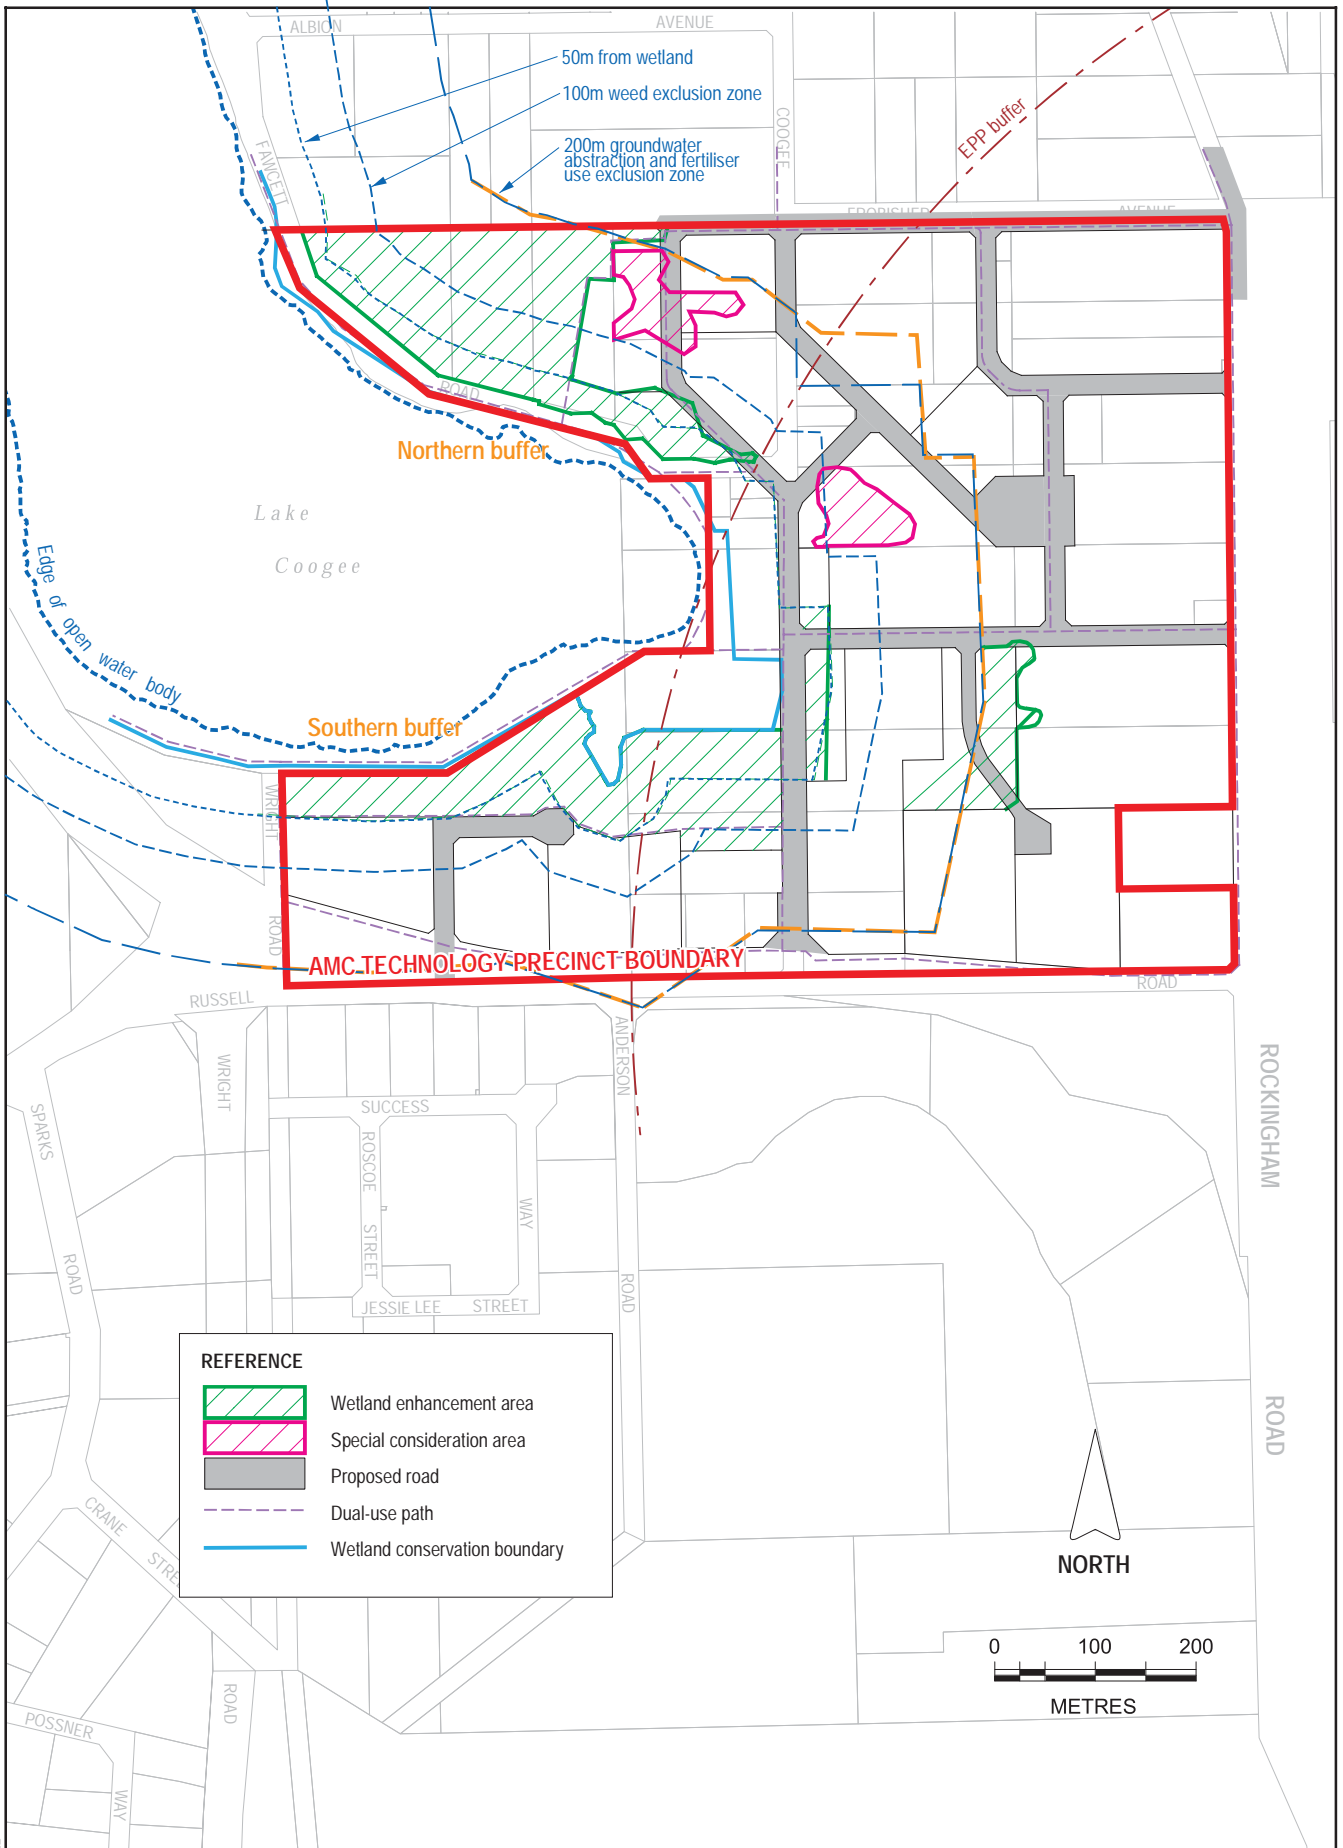 ALBION
AVENUE
50m from wetland
100m weed exclusion zone
200m groundwater
abstraction and fertiliser
use exclusion zone
COOGEE
EPP buffer
FAWCETT
FROBISHER
AVENUE
ROAD
Northern buffer
Lake
Coogee
Edge of open water body
Southern buffer
WRIGHT
ROAD
AMC TECHNOLOGY PRECINCT BOUNDARY
RUSSELL
ROAD
WRIGHT
ANDERSON
ROAD
ROCKINGHAM
ROAD
SPARKS
ROAD
SUCCESS
WAY
ROSCOE
STREET
JESSIE LEE
STREET
REFERENCE
Wetland enhancement area
Special consideration area
Proposed road
Dual-use path
Wetland conservation boundary
CRANE
ROAD
POSSNER
WAY
NORTH
0 100 200
METRES